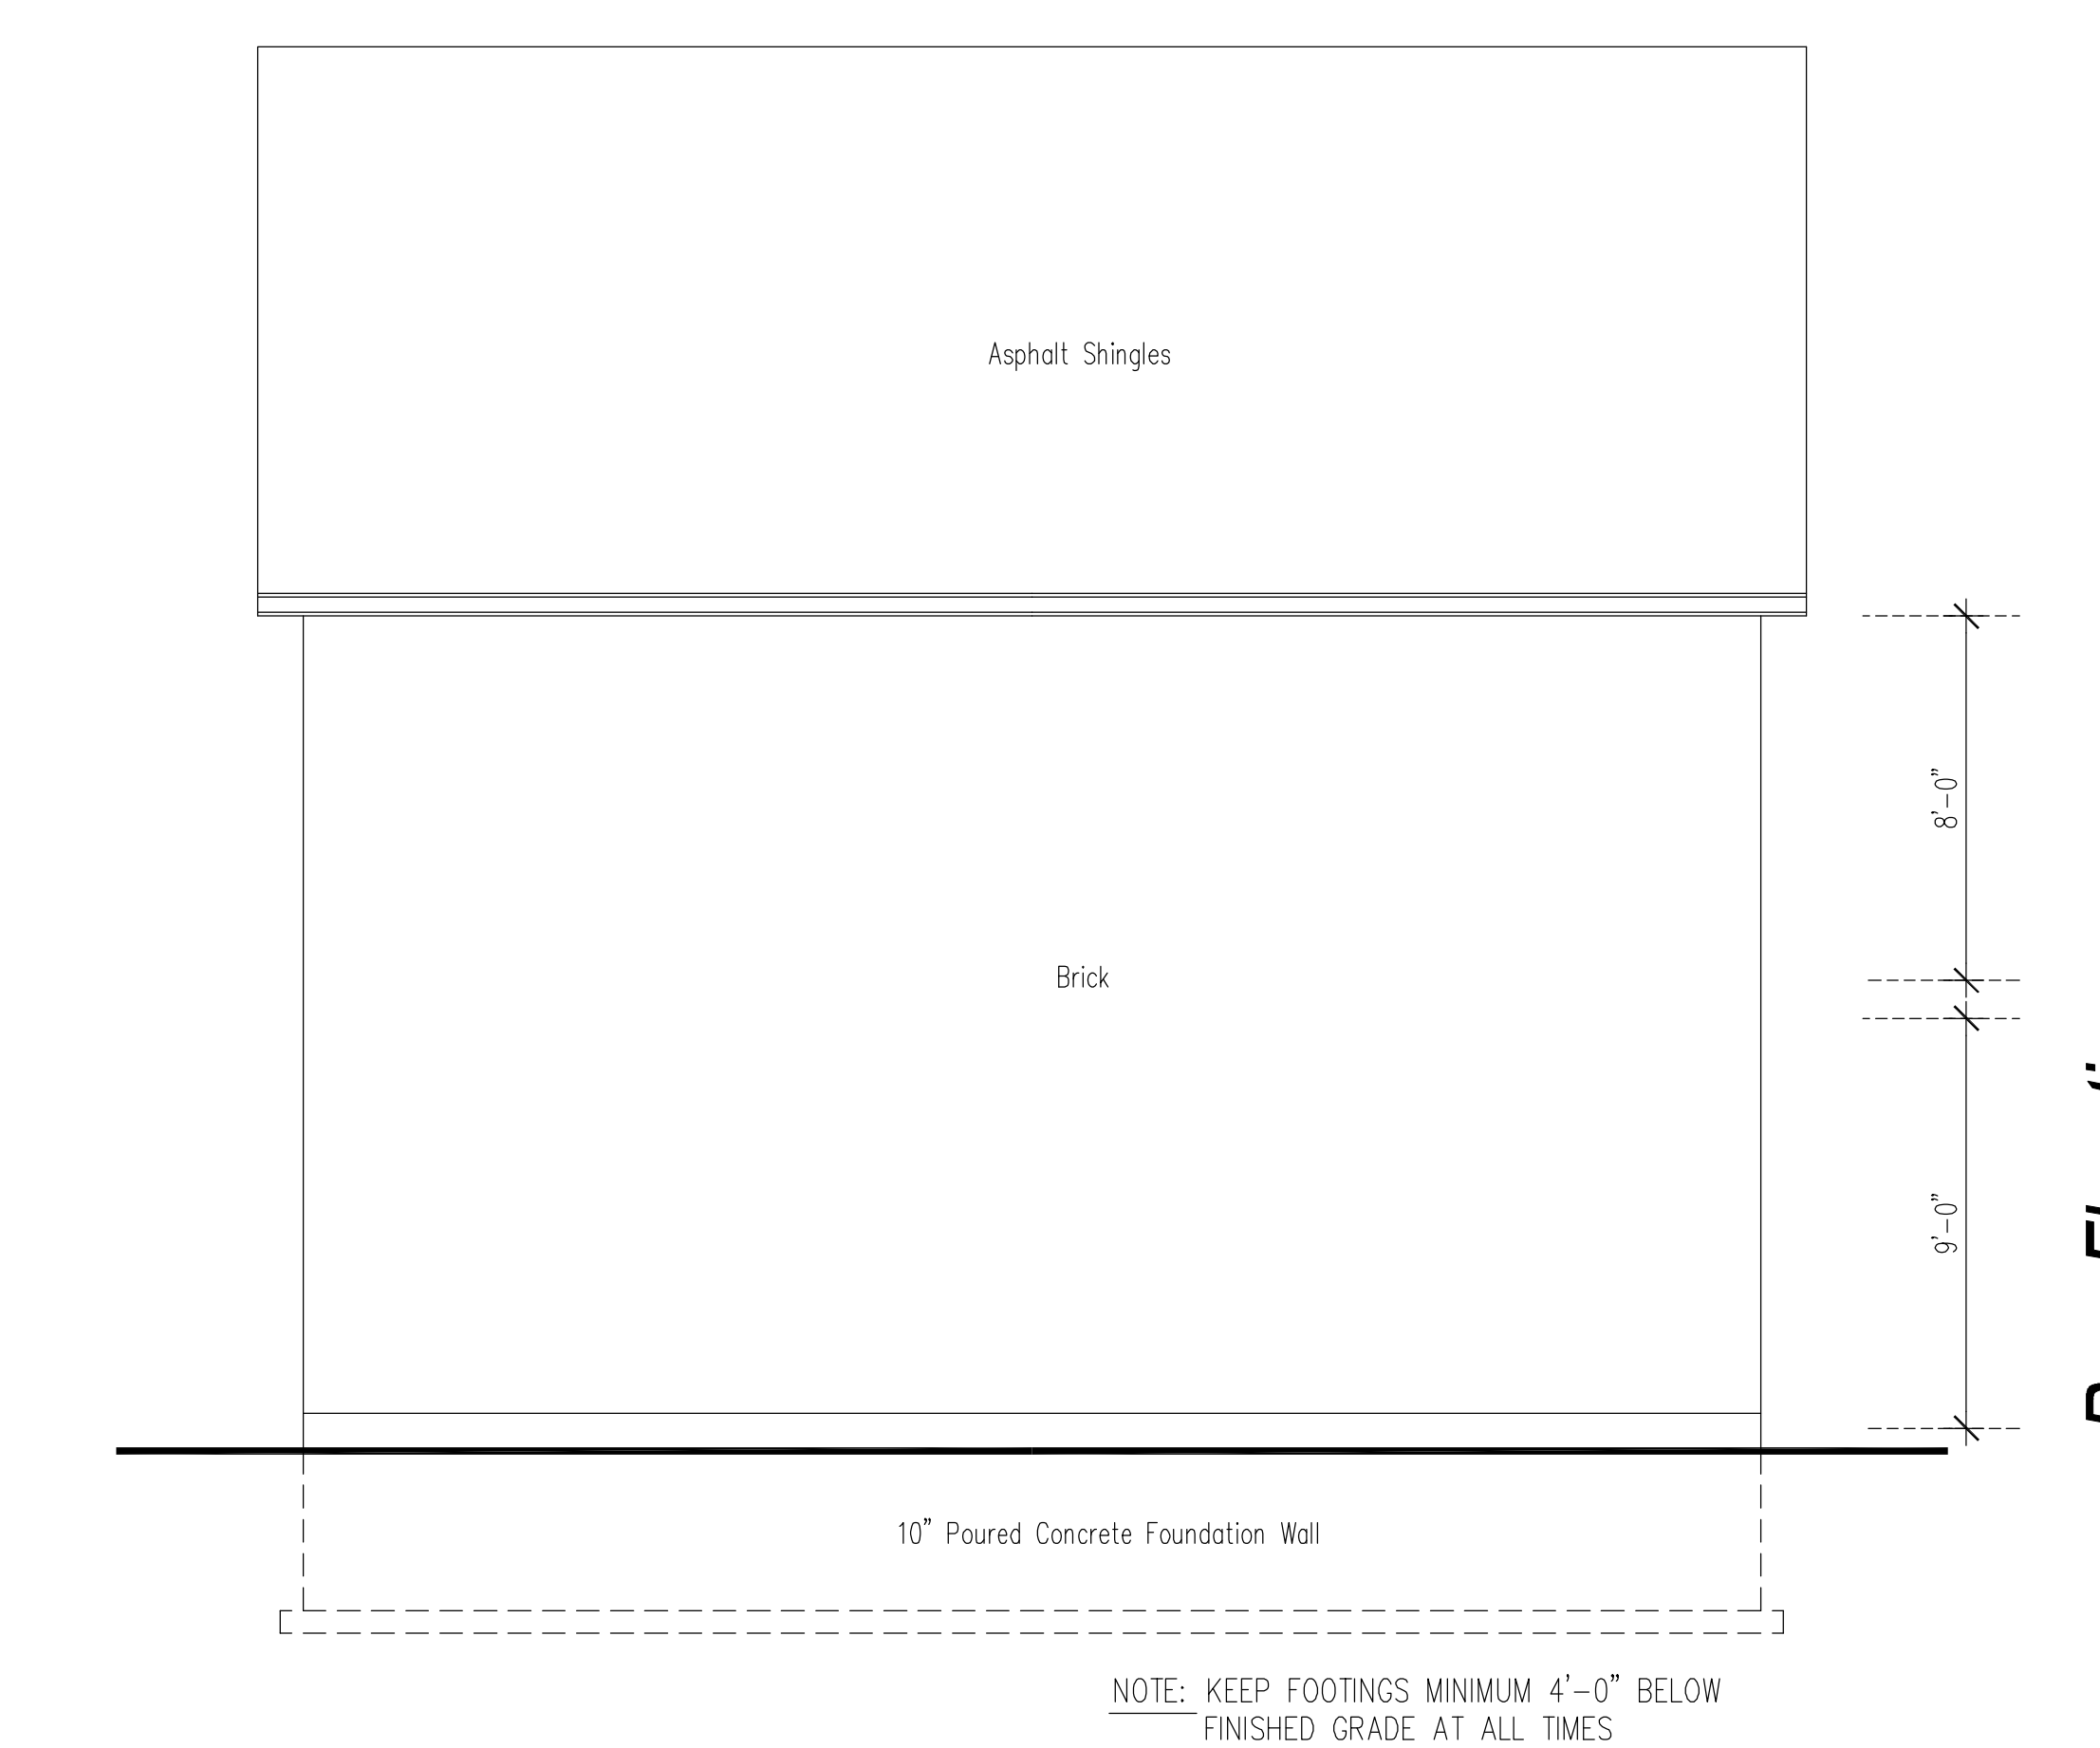 Asphalt Shingles
8'-0"
Brick
9'-0"
10" Poured Concrete Foundation Wall
NOTE: KEEP FOOTINGS MINIMUM 4'-0" BELOW
FINISHED GRADE AT ALL TIMES